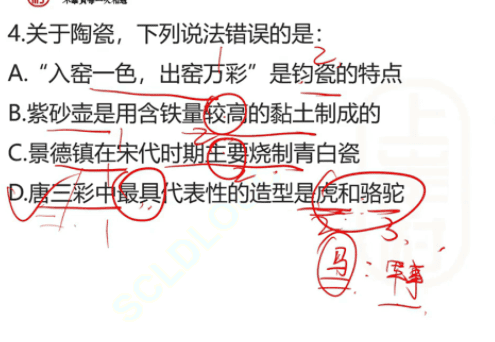 4.关于陶瓷，下列说法错误的是：
A.“入窑一色，出窑万彩”是钧瓷的特点
B.紫砂壶是用含铁量较高的黏土制成的
C.景德镇在宋代时期主要烧制青白瓷
D.唐三彩中最具代表性的造型是虎和骆驼
马：军事